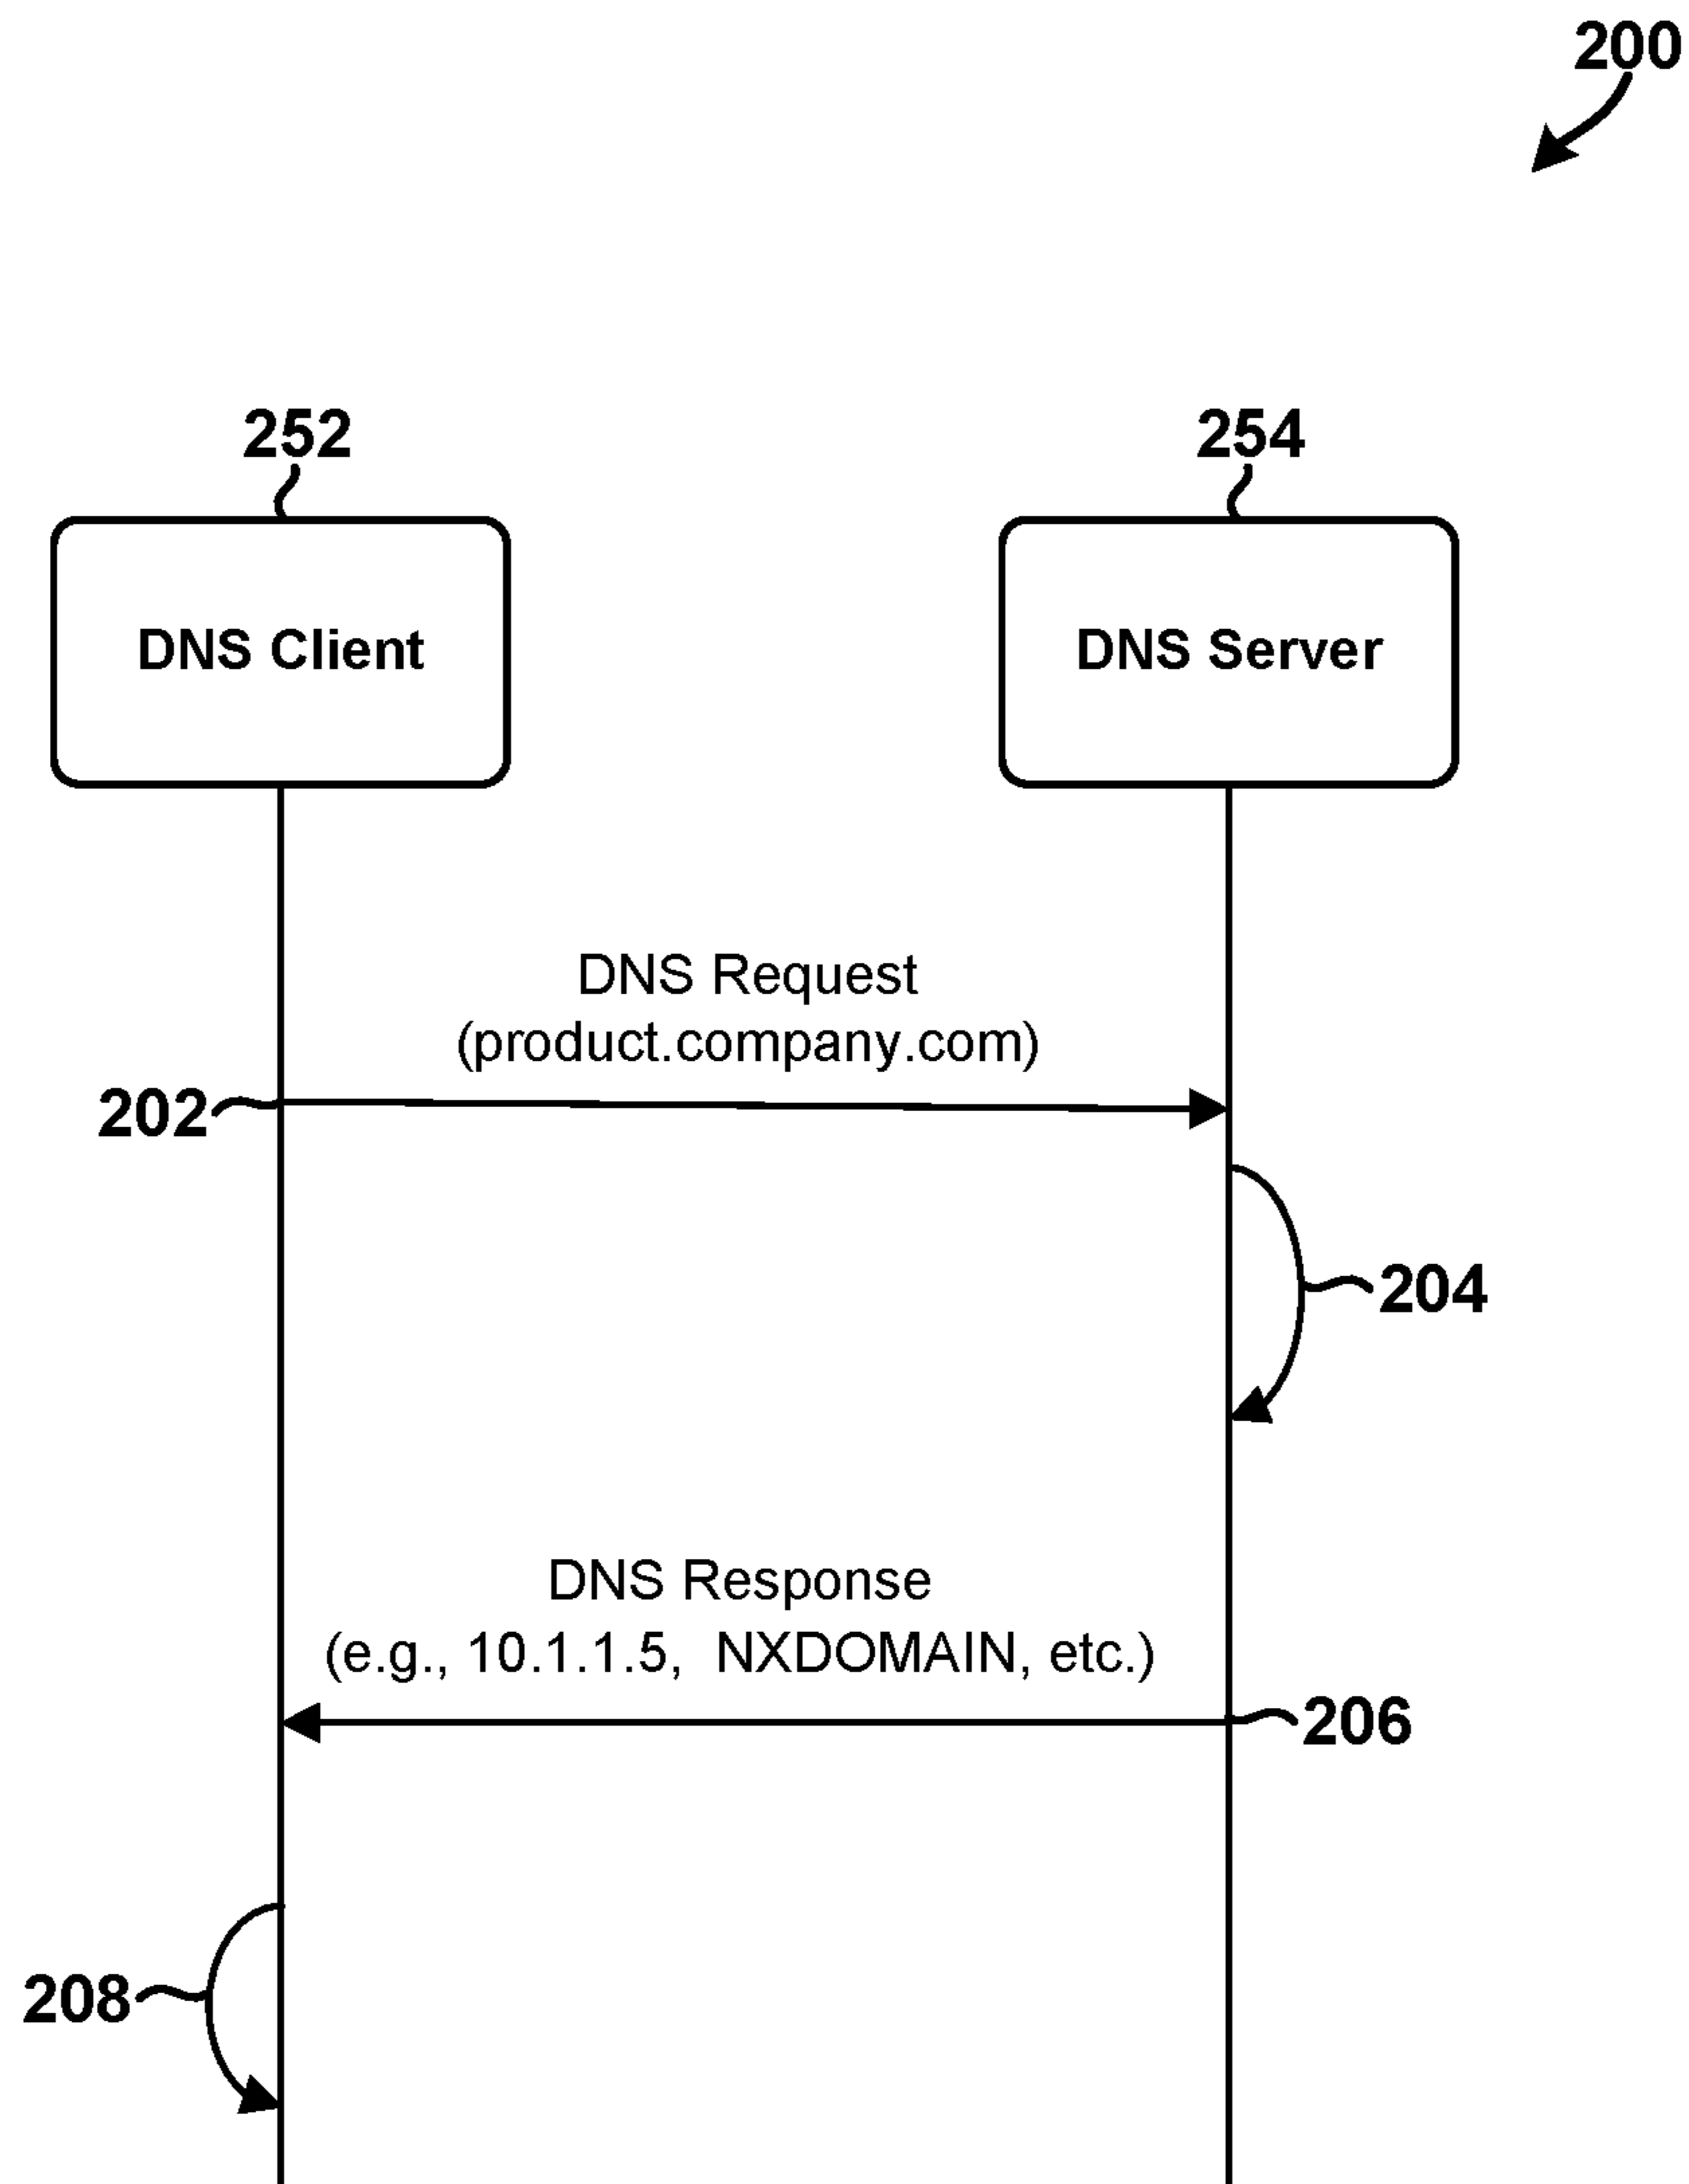 200
252
254
DNS Client
DNS Server
DNS Request
(product.company.com)
202
204
DNS Response
(e.g., 10.1.1.5, NXDOMAIN, etc.)
206
208